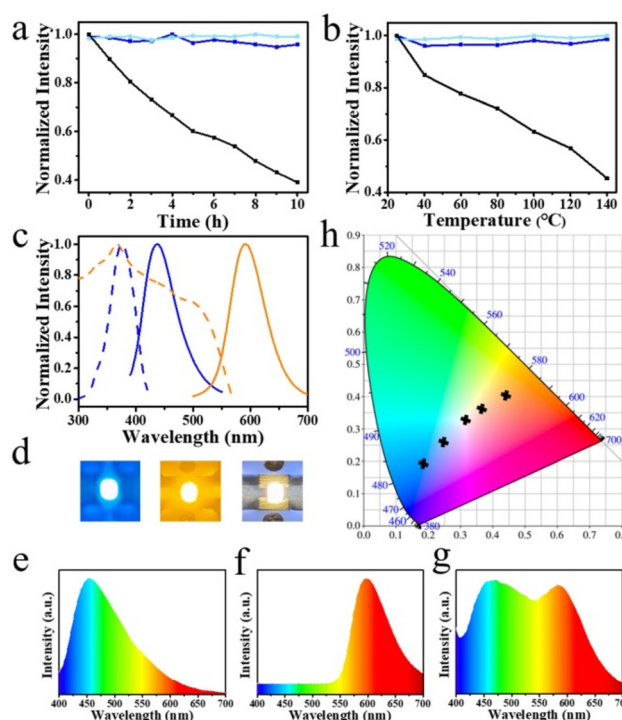 a
Normalized Intensity
1.0
0.8
0.6
0.4
0 2 4 6 8 10
Time (h)
b
Normalized Intensity
1.0
0.8
0.6
0.4
20 40 60 80 100 120 140
Temperature (°C)
c
Normalized Intensity
1.0
0.8
0.6
0.4
0.2
0.0
300 400 500 600 700
Wavelength (nm)
h
0.9
0.8
0.7
0.6
0.5
0.4
0.3
0.2
0.1
0.0
520
540
560
500
580
600
620
700
490
480
470
460
380
0.0 0.1 0.2 0.3 0.4 0.5 0.6 0.7 0.8
d
e
Intensity (a.u.)
400 450 500 550 600 650 700
Wavelength (nm)
f
Intensity (a.u.)
400 450 500 550 600 650 700
Wavelength (nm)
g
Intensity (a.u.)
400 450 500 550 600 650 700
Wavelength (nm)